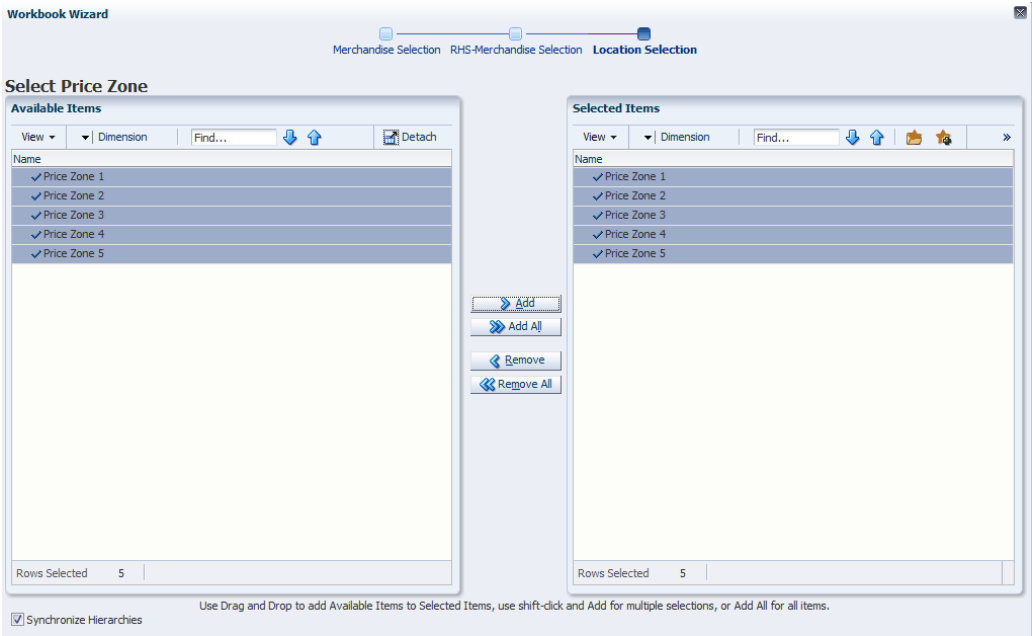 Workbook Wizard
Merchandise Selection RHS-Merchandise Selection Location Selection
Select Price Zone
Available Items
View Dimension Find... Detach
Name
Price Zone 1
Price Zone 2
Price Zone 3
Price Zone 4
Price Zone 5
Rows Selected 5
Add
Add All
Remove
Remove All
Selected Items
View Dimension Find... »
Name
Price Zone 1
Price Zone 2
Price Zone 3
Price Zone 4
Price Zone 5
Rows Selected 5
Use Drag and Drop to add Available Items to Selected Items, use shift-click and Add for multiple selections, or Add All for all items.
Synchronize Hierarchies